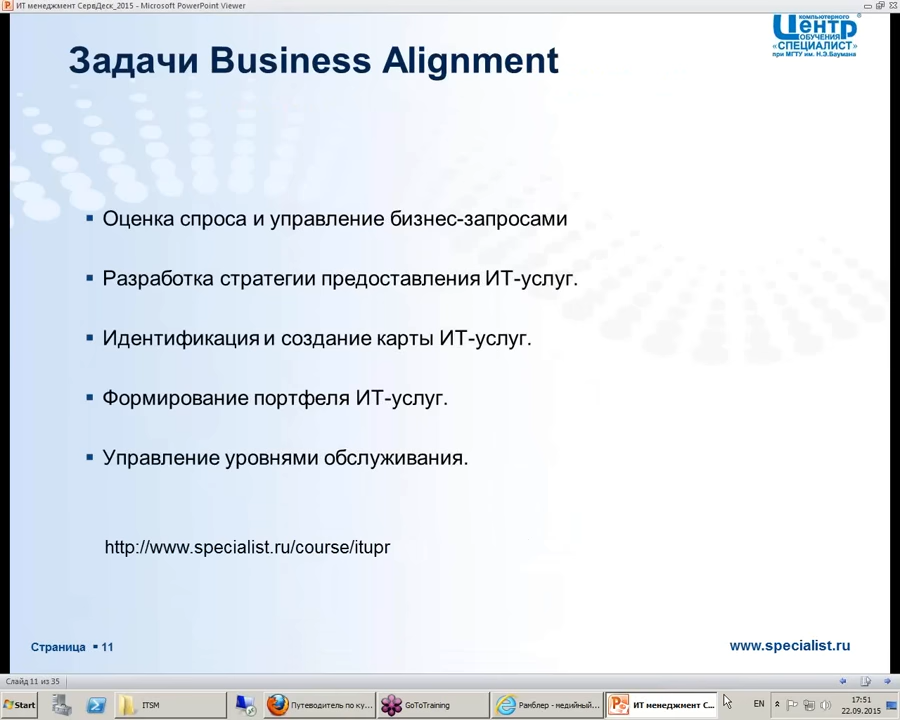 ИТ менеджмент СервДеск_2015 - Microsoft PowerPoint Viewer
компьютерного
Центр
ОБУЧЕНИЯ
«СПЕЦИАЛИСТ»
при МГТУ им. Н.Э.Баумана
Задачи Business Alignment
Оценка спроса и управление бизнес-запросами
Разработка стратегии предоставления ИТ-услуг.
Идентификация и создание карты ИТ-услуг.
Формирование портфеля ИТ-услуг.
Управление уровнями обслуживания.
http://www.specialist.ru/course/itupr
Страница ▪ 11
www.specialist.ru
Слайд 11 из 35
Start
ITSM
Путеводитель по ку...
GoToTraining
Рамблер - медийный...
ИТ менеджмент С...
EN
17:51
22.09.2015